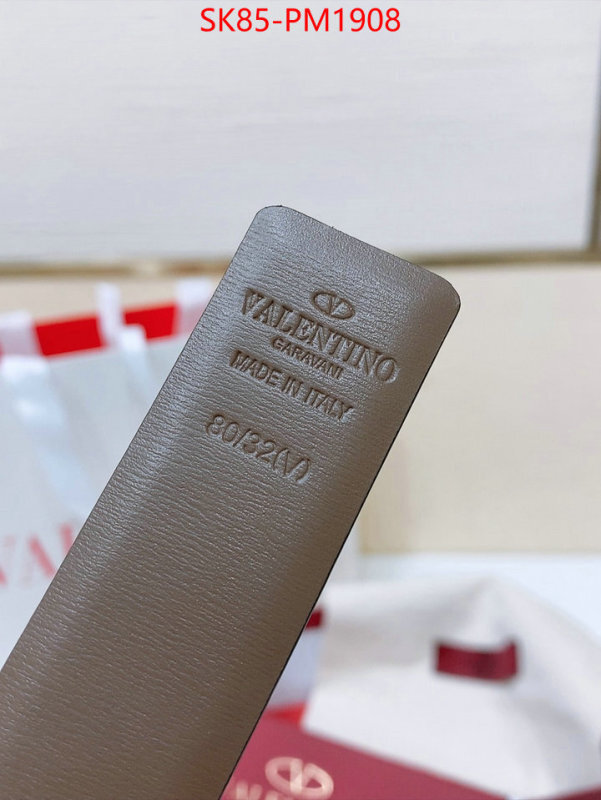 SK85-PM1908
VALENTINO
GARAVANI
MADE IN ITALY
80/32(V)